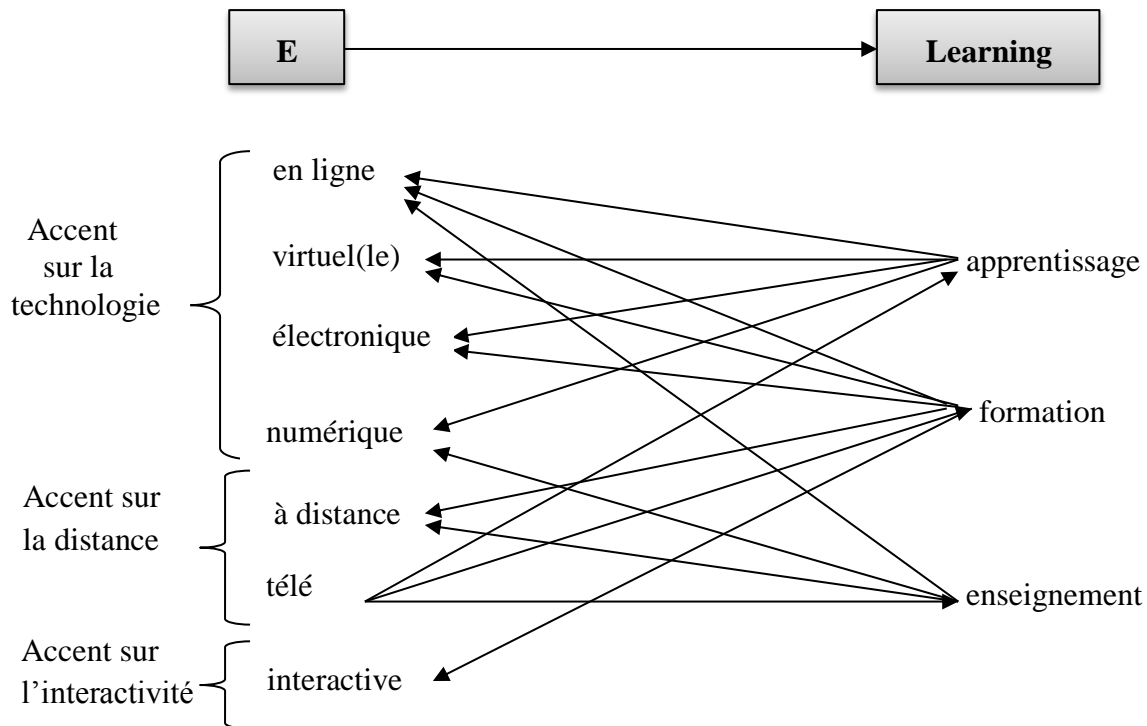 E
Learning
Accent
sur la
technologie
en ligne
virtuel(le)
électronique
numérique
Accent sur
la distance
à distance
télé
Accent sur
l’interactivité
interactive
apprentissage
formation
enseignement